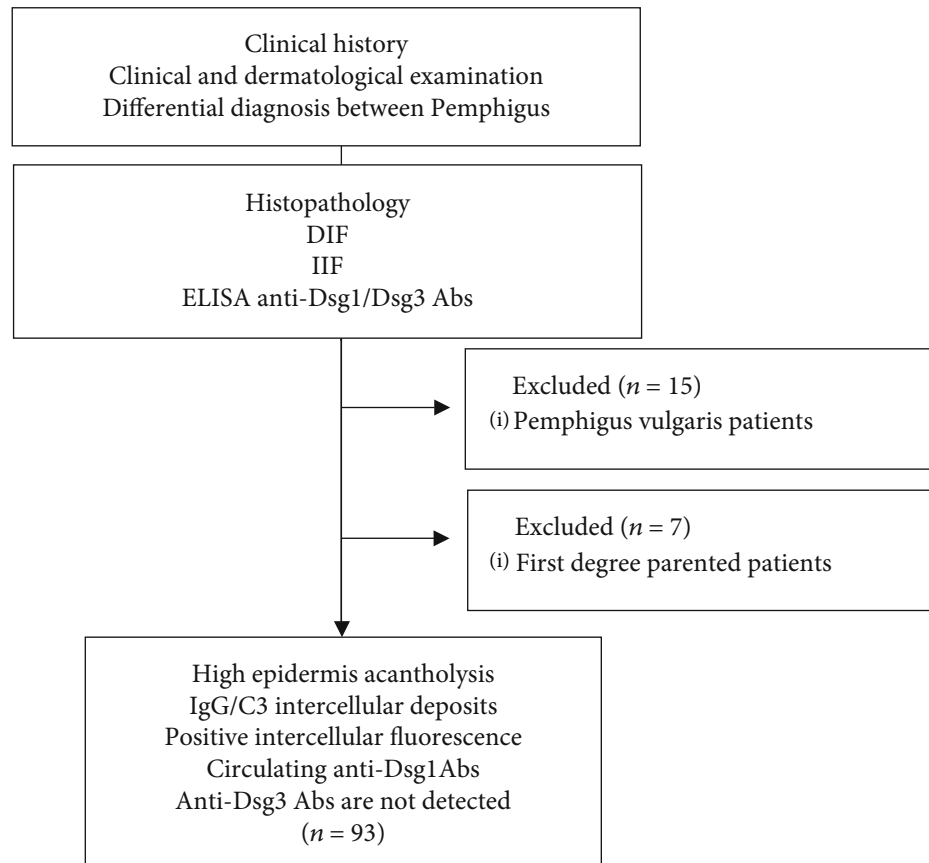 Clinical history
Clinical and dermatological examination
Differential diagnosis between Pemphigus
Histopathology
DIF
IIF
ELISA anti-Dsg1/Dsg3 Abs
Excluded (n = 15)
(i) Pemphigus vulgaris patients
Excluded (n = 7)
(i) First degree parented patients
High epidermis acantholysis
IgG/C3 intercellular deposits
Positive intercellular fluorescence
Circulating anti-Dsg1Abs
Anti-Dsg3 Abs are not detected
(n = 93)